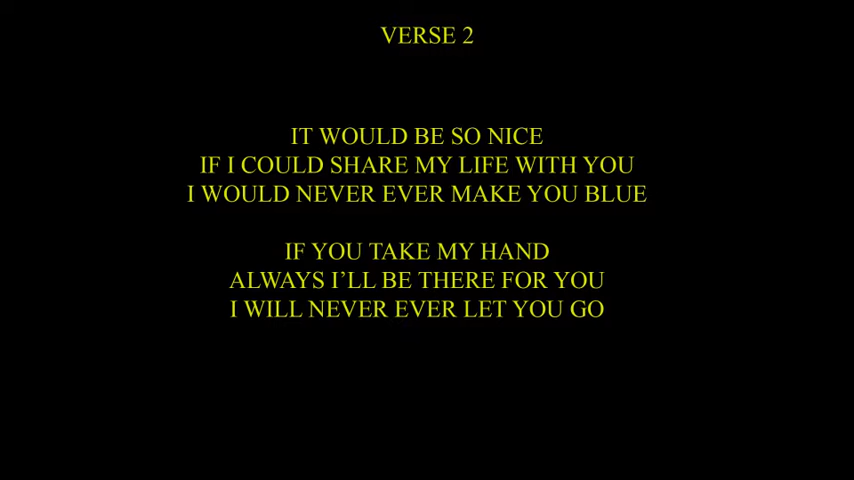 VERSE 2
IT WOULD BE SO NICE
IF I COULD SHARE MY LIFE WITH YOU
I WOULD NEVER EVER MAKE YOU BLUE
IF YOU TAKE MY HAND
ALWAYS I’LL BE THERE FOR YOU
I WILL NEVER EVER LET YOU GO